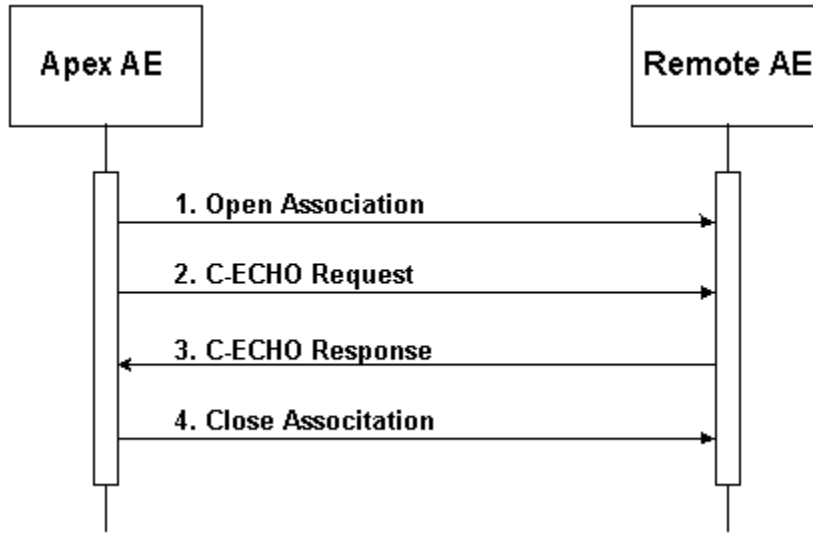 Apex AE
Remote AE
1. Open Association
2. C-ECHO Request
3. C-ECHO Response
4. Close Associtation